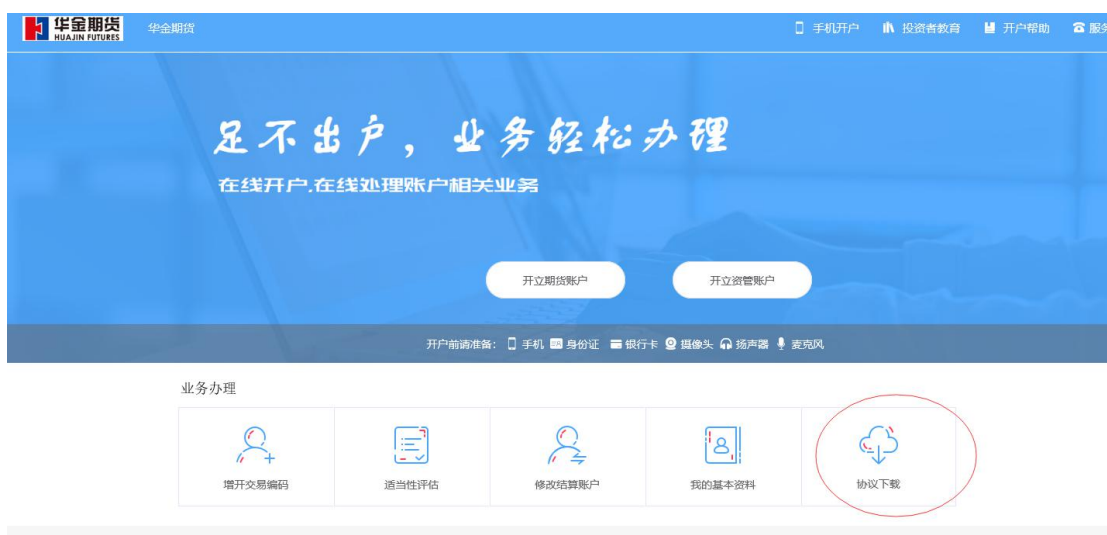 华金期货
HUAJIN FUTURES
华金期货
手机开户 投资者教育 开户帮助 服务
足不出户，业务轻松办理
在线开户,在线处理账户相关业务
开立期货账户 开立资管账户
开户前请准备: 手机 身份证 银行卡 摄像头 扬声器 麦克风
业务办理
增开交易编码 适当性评估 修改结算账户 我的基本资料 协议下载